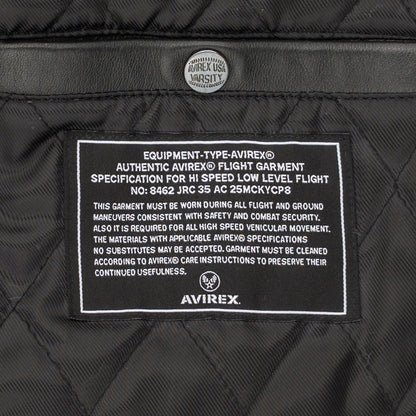 AVIREX USA
VARSITY
EQUIPMENT-TYPE-AVIREX®
AUTHENTIC AVIREX® FLIGHT GARMENT
SPECIFICATION FOR HI SPEED LOW LEVEL FLIGHT
NO: 8462 JRC 35 AC 25MCKYCP8
THIS GARMENT MUST BE WORN DURING ALL FLIGHT AND GROUND
MANEUVERS CONSISTENT WITH SAFETY AND COMBAT SECURITY.
ALSO IT IS REQUIRED FOR ALL HIGH SPEED VENICULAR MOVEMENT.
THE MATERIALS WITH APPLICABLE AVIREX® SPECIFICATIONS
NO SUBSTITUTES MAY BE ACCEPTED. GARMENT MUST BE CLEANED
ACCORDING TO AVIREX® CARE INSTRUCTIONS TO PRESERVE THEIR
CONTINUED USEFULNESS.
AVIREX.